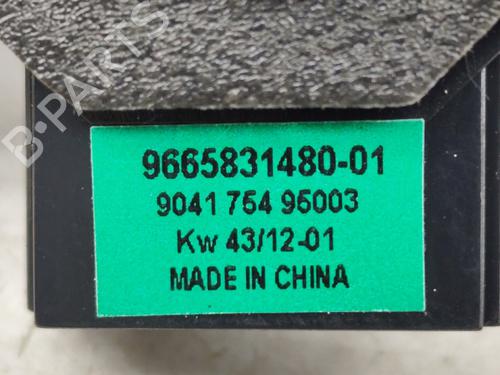 B-PARTS
9665831480-01
9041 754 95003
Kw 43/12-01
MADE IN CHINA